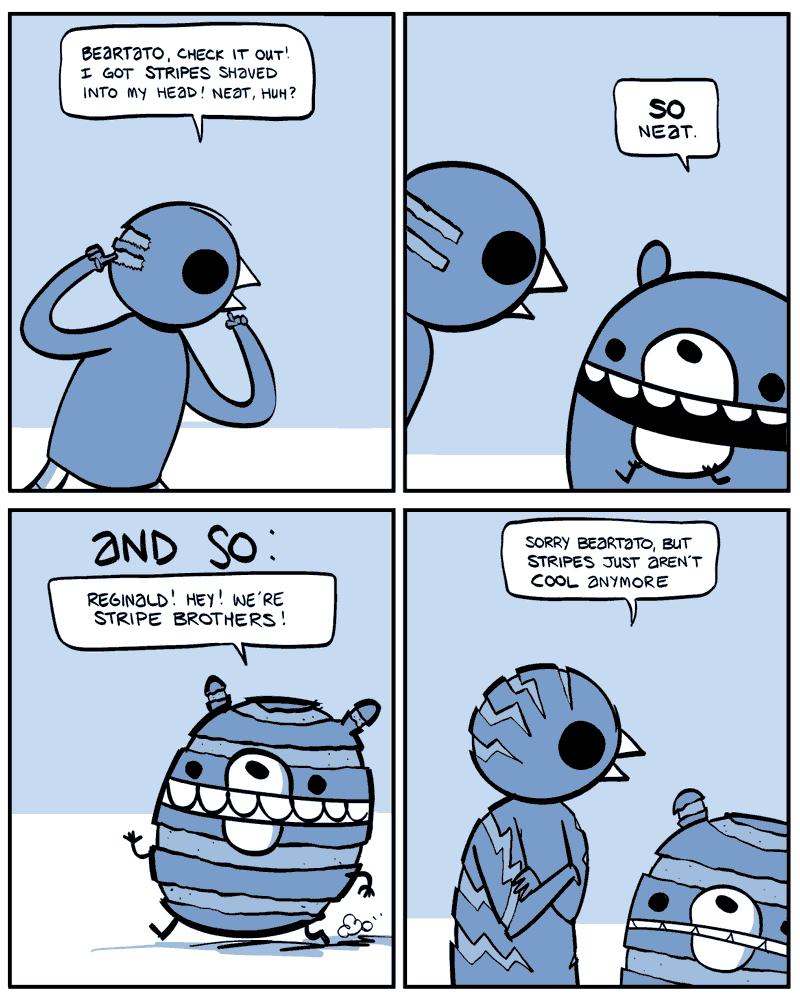 BEARTATO, CHECK IT OUT!
I GOT STRIPES SHAVED
INTO MY HEAD! NEAT, HUH?
SO
NEAT.
AND SO:
REGINALD! HEY! WE'RE
STRIPE BROTHERS!
SORRY BEARTATO, BUT
STRIPES JUST AREN'T
COOL ANYMORE